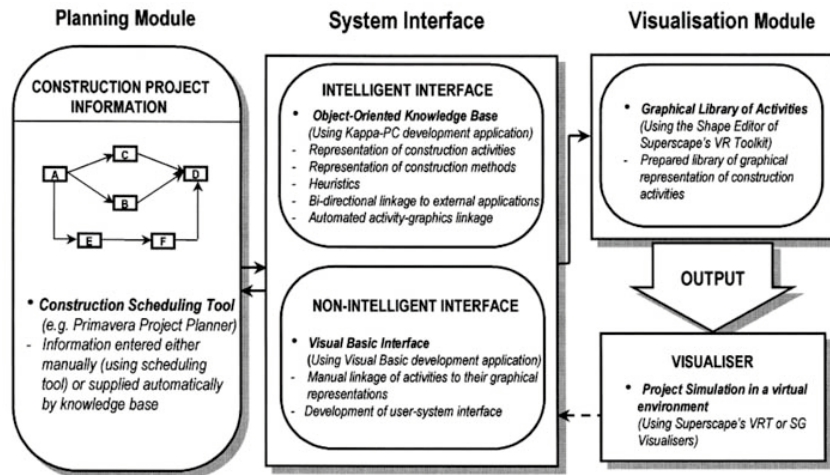 Planning Module
System Interface
Visualisation Module
CONSTRUCTION PROJECT
INFORMATION
A
C
B
D
E
F
• Construction Scheduling Tool
(e.g. Primavera Project Planner)
- Information entered either
manually (using scheduling
tool) or supplied automatically
by knowledge base
INTELLIGENT INTERFACE
• Object-Oriented Knowledge Base
(Using Kappa-PC development application)
- Representation of construction activities
- Representation of construction methods
- Heuristics
- Bi-directional linkage to external applications
- Automated activity-graphics linkage
NON-INTELLIGENT INTERFACE
• Visual Basic Interface
(Using Visual Basic development application)
- Manual linkage of activities to their graphical
representations
- Development of user-system interface
• Graphical Library of Activities
(Using the Shape Editor of
Superscape's VR Toolkit)
- Prepared library of graphical
representation of construction
activities
OUTPUT
VISUALISER
• Project Simulation in a virtual
environment
(Using Superscape's VRT or SG
Visualisers)